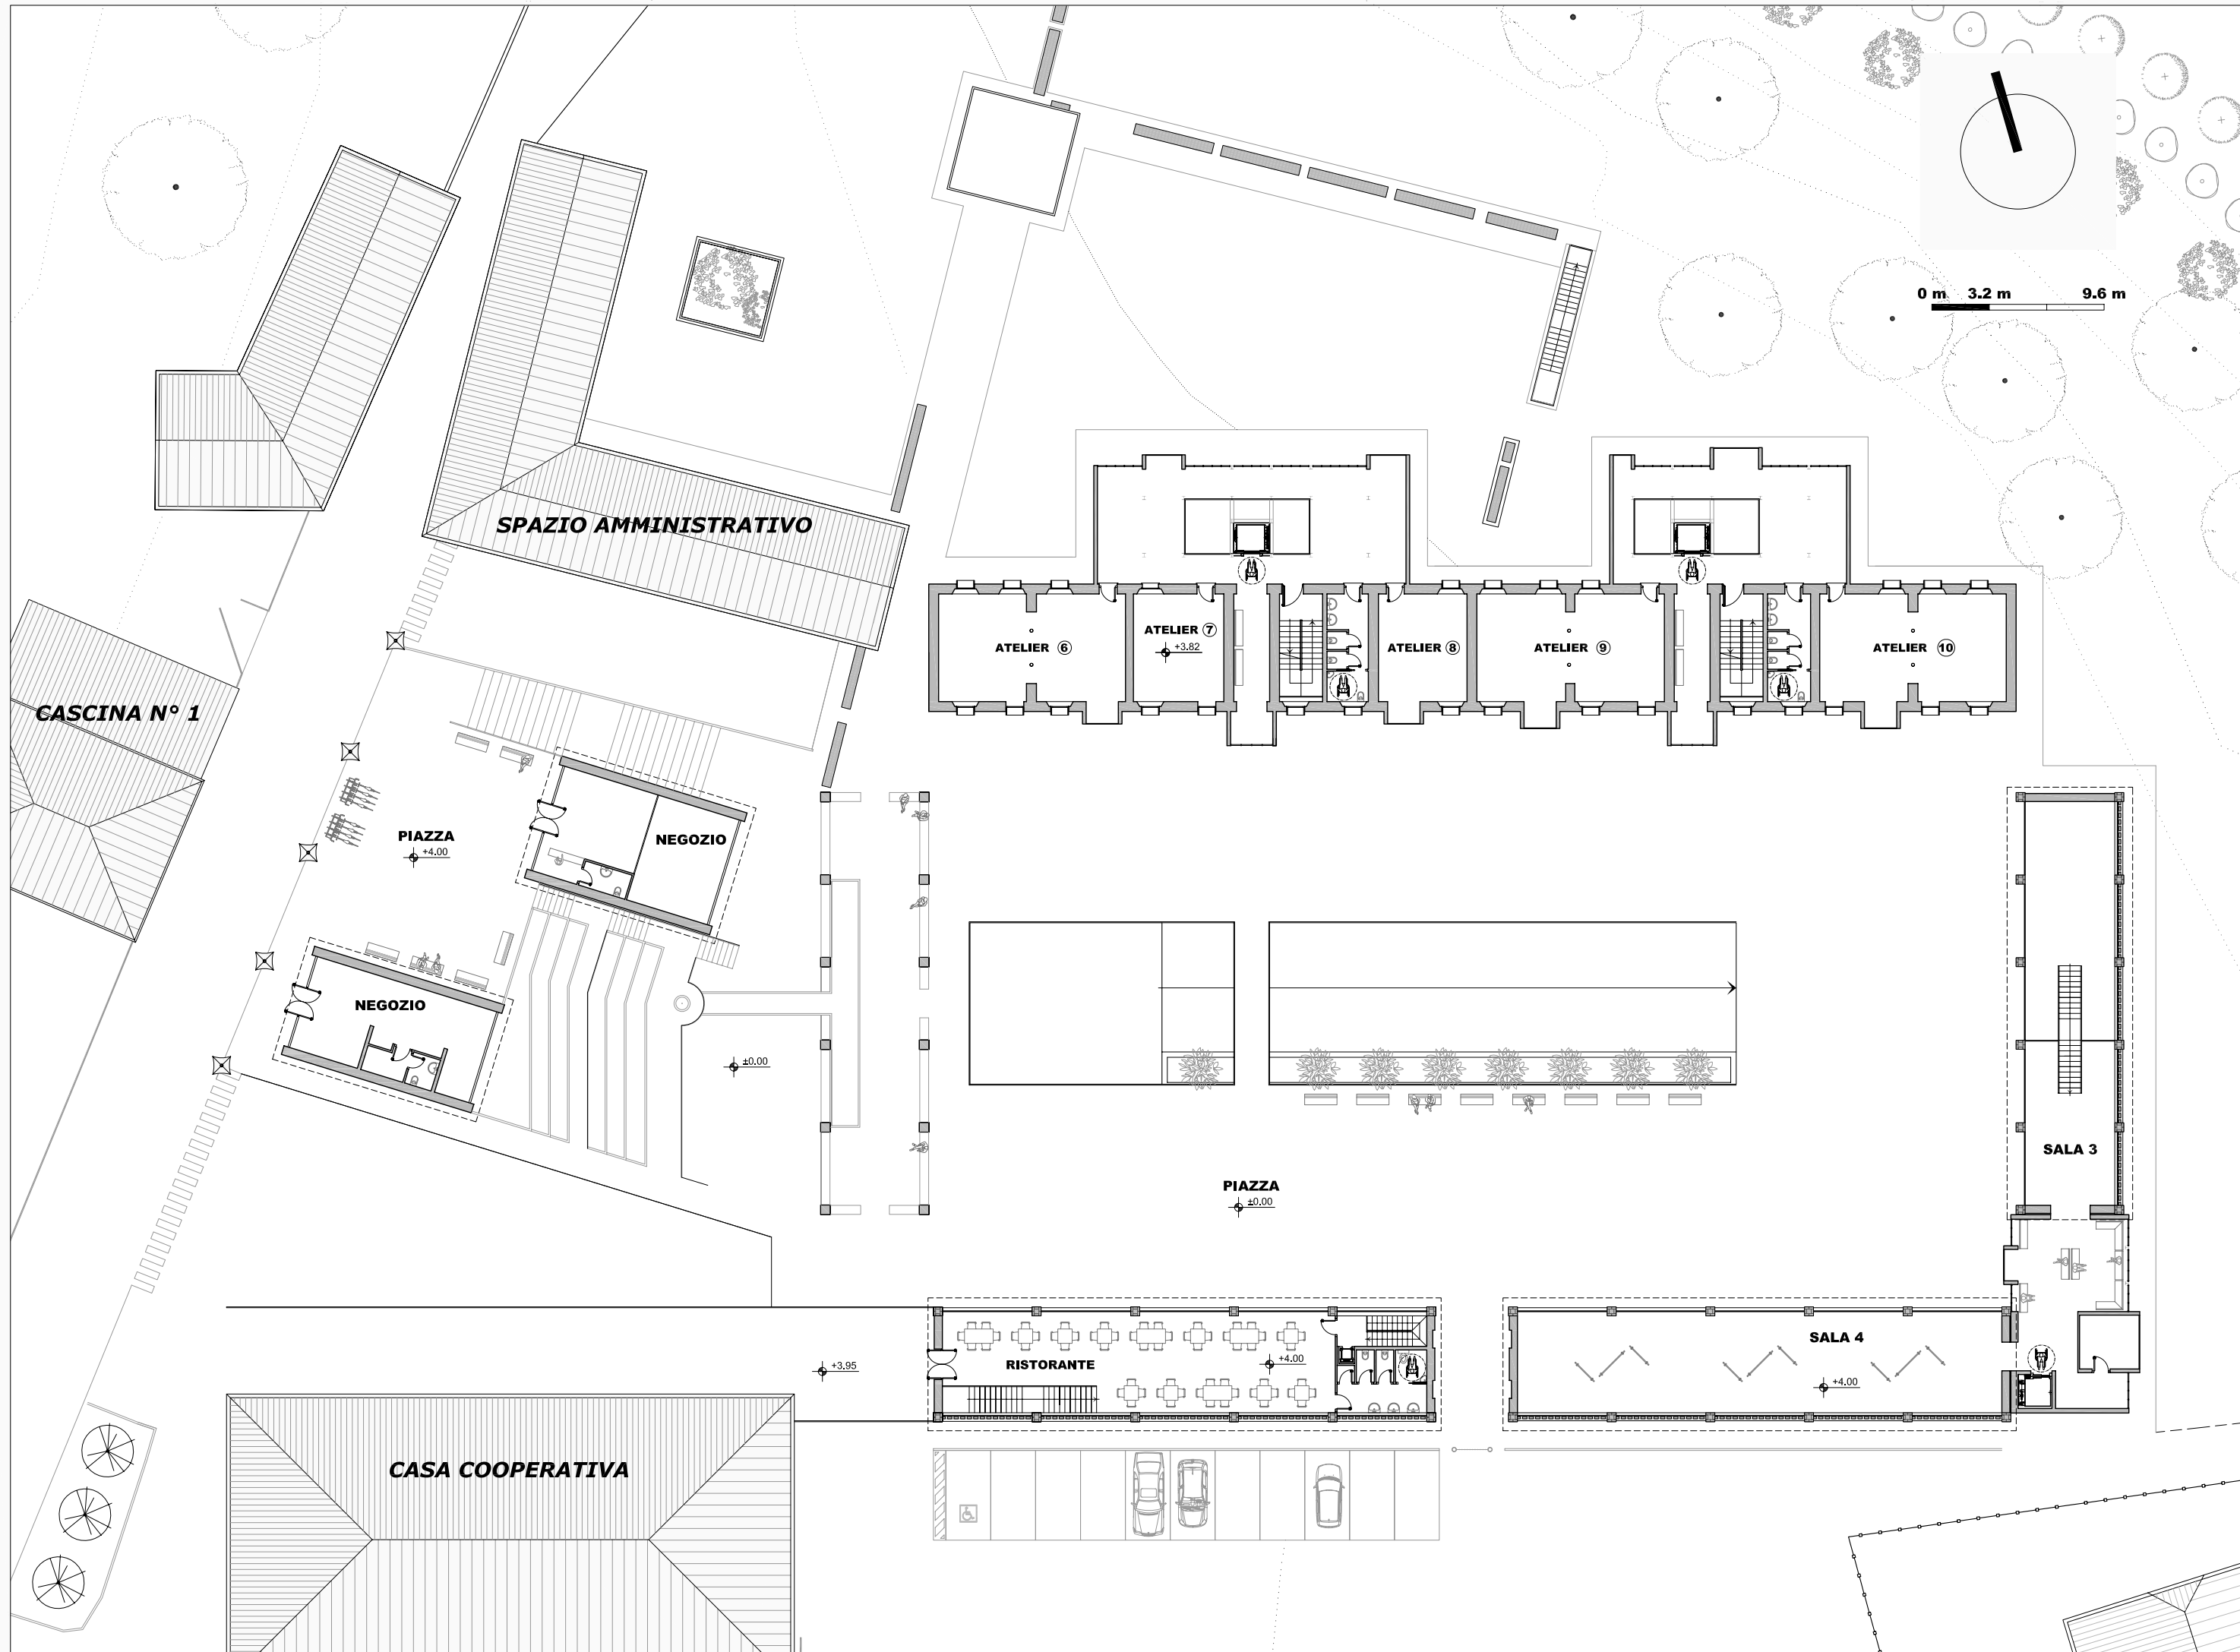 0 m 3.2 m 9.6 m
SPAZIO AMMINISTRATIVO
ATELIER 6
ATELIER 7
+3.82
ATELIER 8
ATELIER 9
ATELIER 10
CASCINA N° 1
PIAZZA
+4.00
NEGOZIO
NEGOZIO
±0.00
SALA 3
PIAZZA
±0.00
SALA 4
+4.00
RISTORANTE
+4.00
+3.95
CASA COOPERATIVA